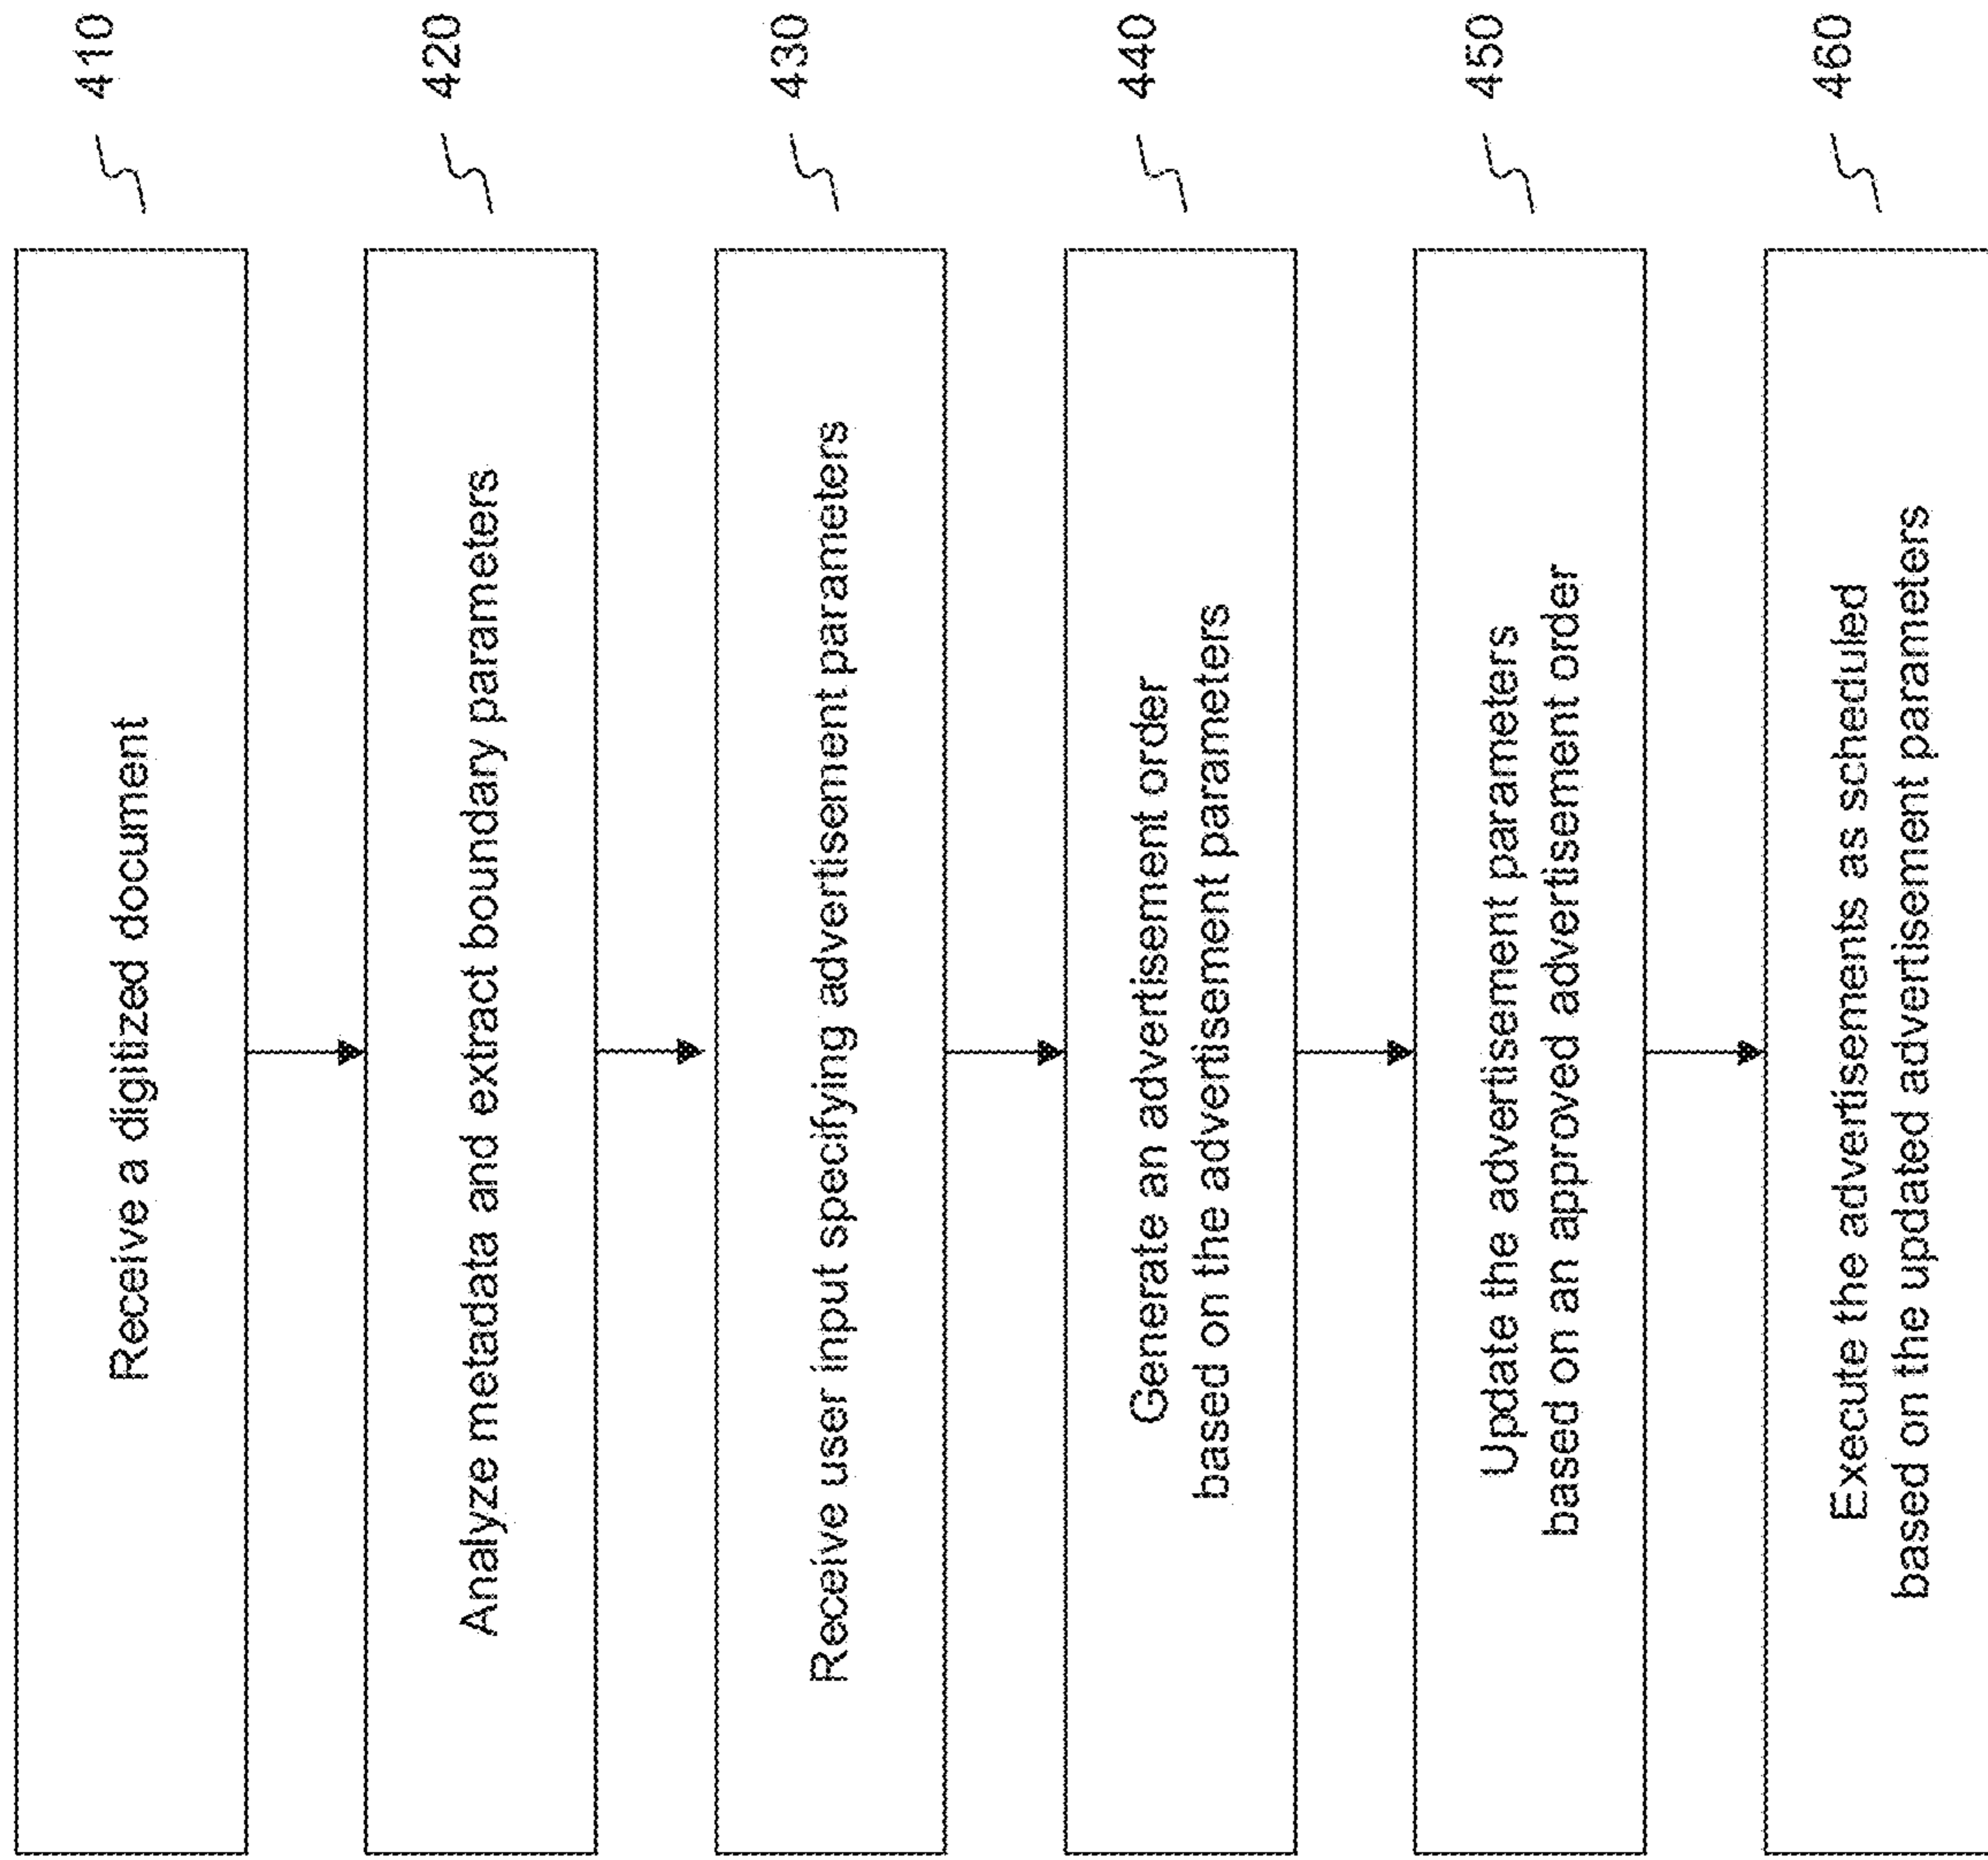 Receive a digitized document
410
Analyze metadata and extract boundary parameters
420
Receive user input specifying advertisement parameters
430
Generate an advertisement order
based on the advertisement parameters
440
Update the advertisement parameters
based on an approved advertisement order
450
Execute the advertisements as scheduled
based on the updated advertisement parameters
460